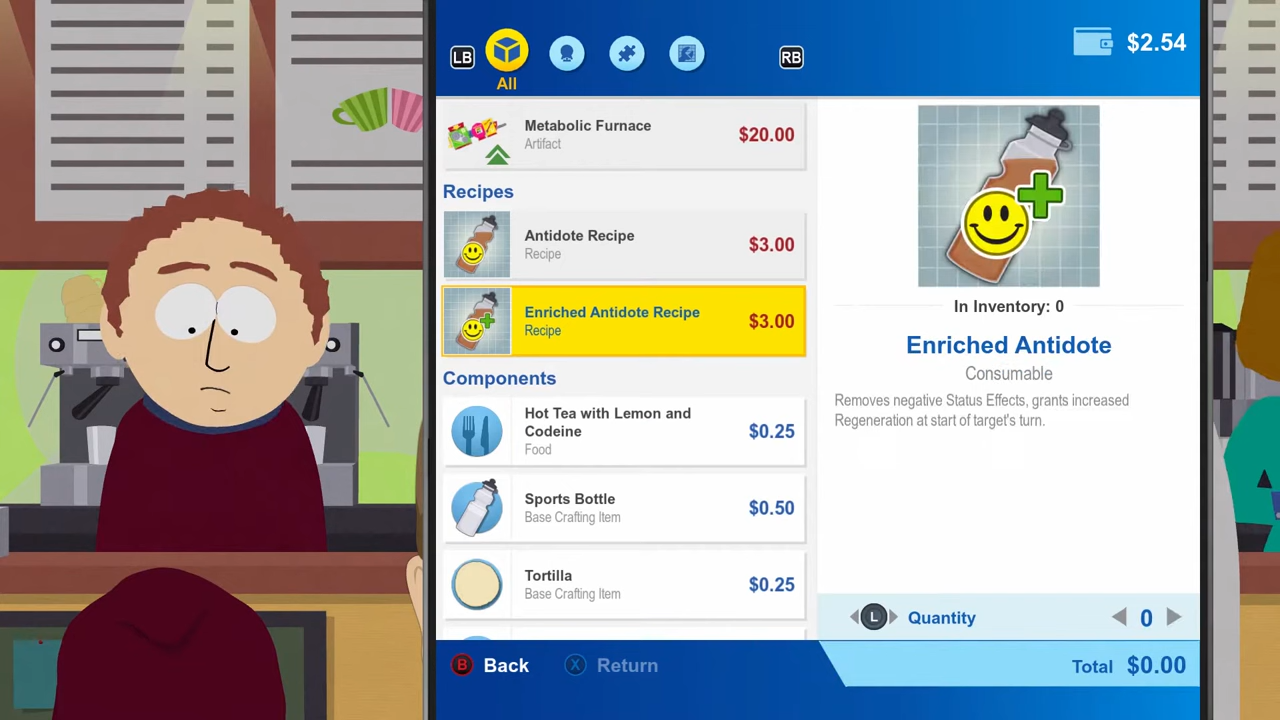 LB
RB
All
$2.54
Metabolic Furnace
Artifact
$20.00
Recipes
Antidote Recipe
Recipe
$3.00
Enriched Antidote Recipe
Recipe
$3.00
Components
Hot Tea with Lemon and
Codeine
Food
$0.25
Sports Bottle
Base Crafting Item
$0.50
Tortilla
Base Crafting Item
$0.25
In Inventory: 0
Enriched Antidote
Consumable
Removes negative Status Effects, grants increased
Regeneration at start of target's turn.
L Quantity 0
B Back X Return
Total $0.00